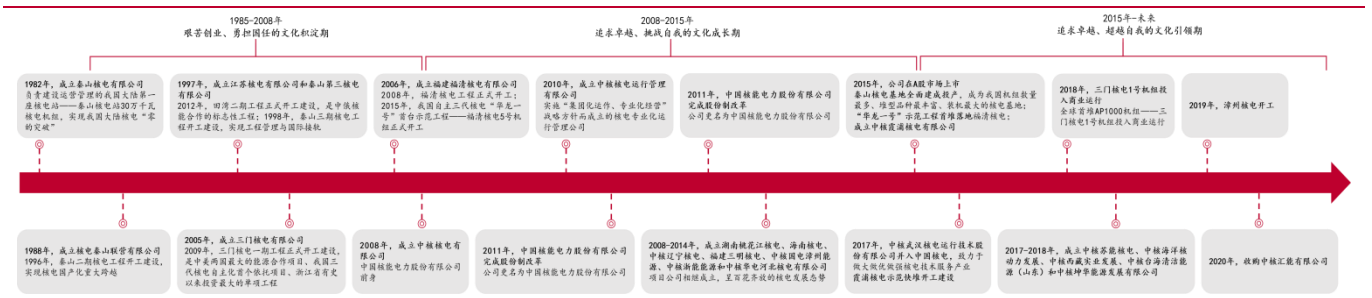 1985-2008年
艰苦创业、勇担国任的文化积淀期
2008-2015年
追求卓越、挑战自我的文化成长期
2015年-未来
追求卓越、超越自我的文化引领期
1982年，成立秦山核电有限公司
负责建设运营管理的我国大陆第一
座核电站——秦山核电站30万千瓦
核电机组，实现我国大陆核电“零
的突破”
1997年，成立江苏核电有限公司和秦山第三核电
有限公司
2012年，田湾二期工程正式开工建设，是中俄核
能合作的标志性工程；1998年，秦山三期核电工
程开工建设，实现工程管理与国际接轨
2006年，成立福建福清核电有限公司
2008年，福清核电工程正式开工；
2015年，我国自主三代核电“华龙一
号”首台示范工程——福清核电5号机
组正式开工
2010年，成立中核核电运行管理
有限公司
实施“集团化运作、专业化经营”
战略方针而成立的核电专业化运
行管理公司
2011年，中国核能电力股份有限公司
完成股份制改革
公司更名为中国核能电力股份有限公司
2015年，公司在A股市场上市
秦山核电基地全面建成投产，成为我国机组数量
最多、堆型品种最丰富、装机最大的核电基地；
“华龙一号”示范工程首堆落地福清核电；
成立中核霞浦核电有限公司
2018年，三门核电1号机组投
入商业运行
全球首堆AP1000机组——三
门核电1号机组投入商业运行
2019年，漳州核电开工
1988年，成立核电秦山联营有限公司
1996年，秦山二期核电工程开工建设，
实现核电国产化重大跨越
2005年，成立三门核电有限公司
2009年，三门核电一期工程正式开工建设，
是中美两国最大的能源合作项目、我国三
代核电自主化首个依托项目、浙江省有史
以来投资最大的单项工程
2008年，成立中核核电有
限公司
中国核能电力股份有限公司
前身
2011年，中国核能电力股份有限公司
完成股份制改革
公司更名为中国核能电力股份有限公司
2008-2014年，成立湖南桃花江核电、海南核电、
中核辽宁核电、福建三明核电、中核国电漳州能
源、中核浙能能源和中核华电河北核电有限公司
项目公司相继成立，呈百花齐放的核电发展态势
2017年，中核武汉核电运行技术股
份有限公司并入中国核电，致力于
做大做优做强核电技术服务产业
霞浦核电示范快堆开工建设
2017-2018年，成立中核苏能核电、中核海洋核
动力发展、中核西藏实业发展、中核台海清洁能
源（山东）和中核坤华能源发展有限公司
2020年，收购中核汇能有限公司